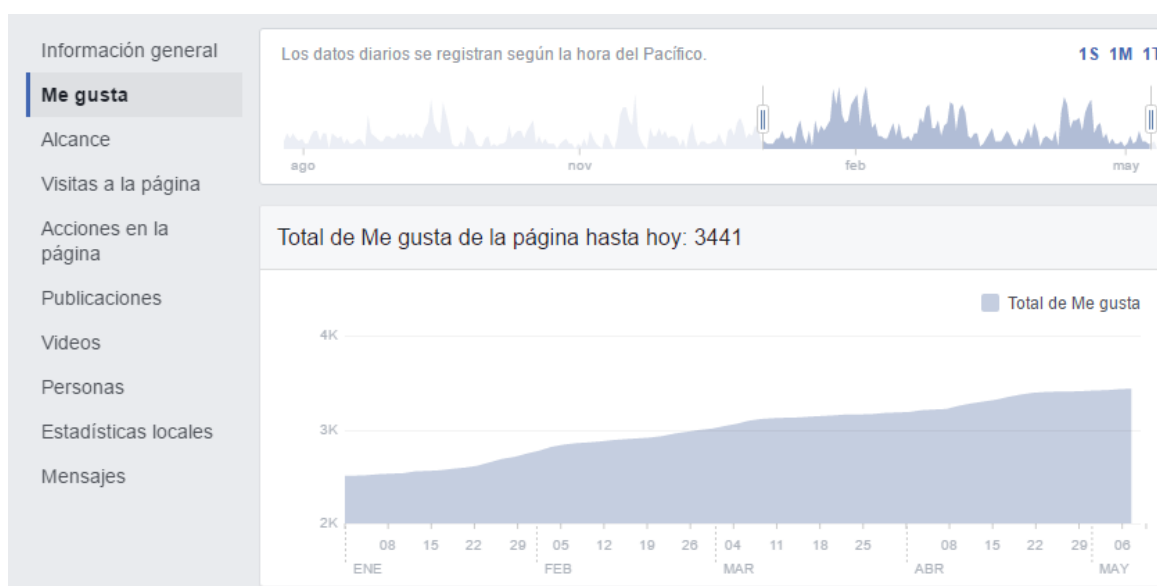 Información general
Me gusta
Alcance
Visitas a la página
Acciones en la
página
Publicaciones
Videos
Personas
Estadísticas locales
Mensajes
Los datos diarios se registran según la hora del Pacífico.
1S 1M 1T
ago nov feb may
Total de Me gusta de la página hasta hoy: 3441
Total de Me gusta
4K
3K
2K
08 15 22 29 05 12 19 26 04 11 18 25 08 15 22 29 06
ENE FEB MAR ABR MAY